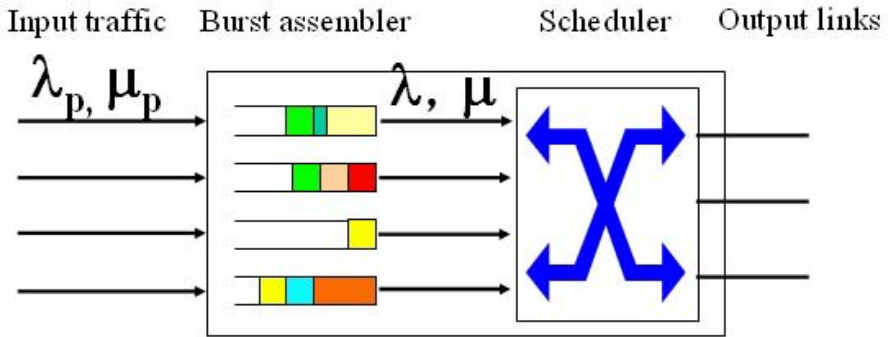 Input traffic Burst assembler Scheduler Output links
λp, μp λ, μ